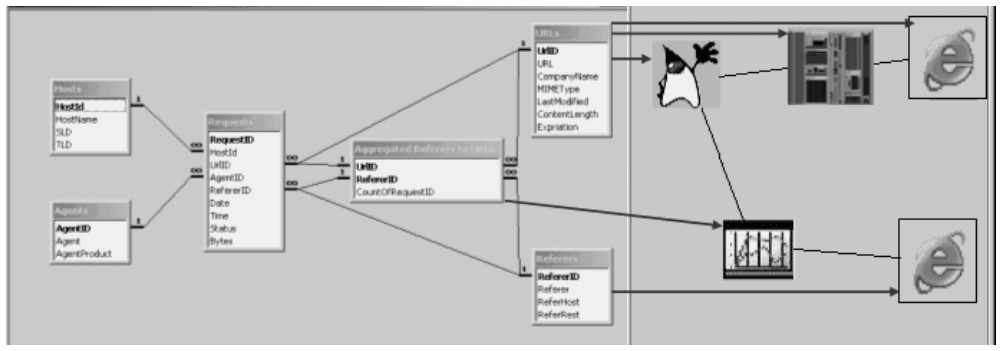 Hosts
HostId
HostName
SLD
TLD
Agents
AgentID
Agent
AgentProduct
Requests
RequestID
HostId
UrlID
AgentID
RefererID
Date
Time
Status
Bytes
Aggregated Referers to URLs
UrlID
RefererID
CountOfRequestID
URLs
UrlID
URL
CompanyName
MIMEType
LastModified
ContentLength
Expriation
Referers
RefererID
Referer
ReferHost
ReferRest
1
∞
1
∞
∞
∞
1
1
1
∞
∞
1